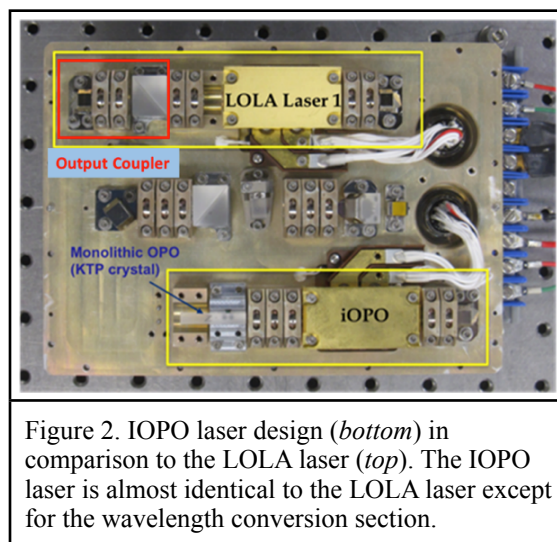 LOLA Laser 1
Output Coupler
Monolithic OPO
(KTP crystal)
iOPO
Figure 2. IOPO laser design (bottom) in
comparison to the LOLA laser (top). The IOPO
laser is almost identical to the LOLA laser except
for the wavelength conversion section.